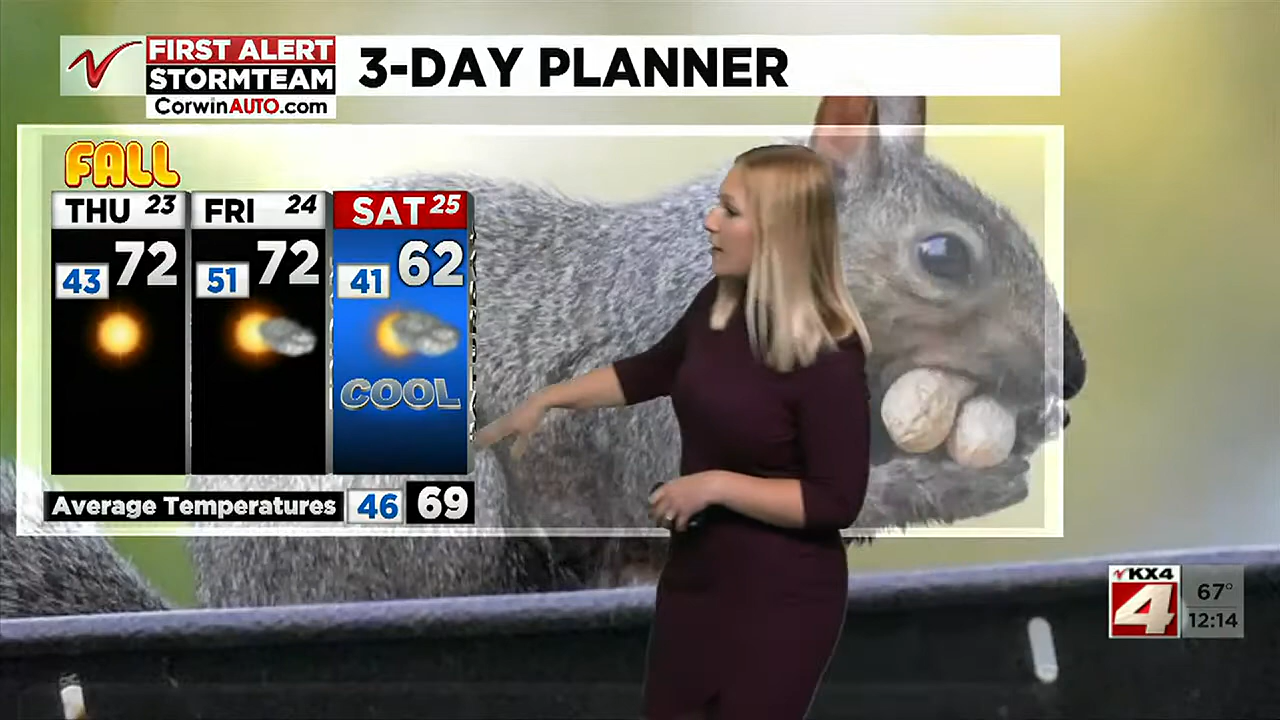 FIRST ALERT
STORMTEAM
CorwinAUTO.com
3-DAY PLANNER
FALL
THU 23
FRI 24
SAT 25
43 72
51 72
41 62
COOL
Average Temperatures 46 69
KX4
4
67°
12:14